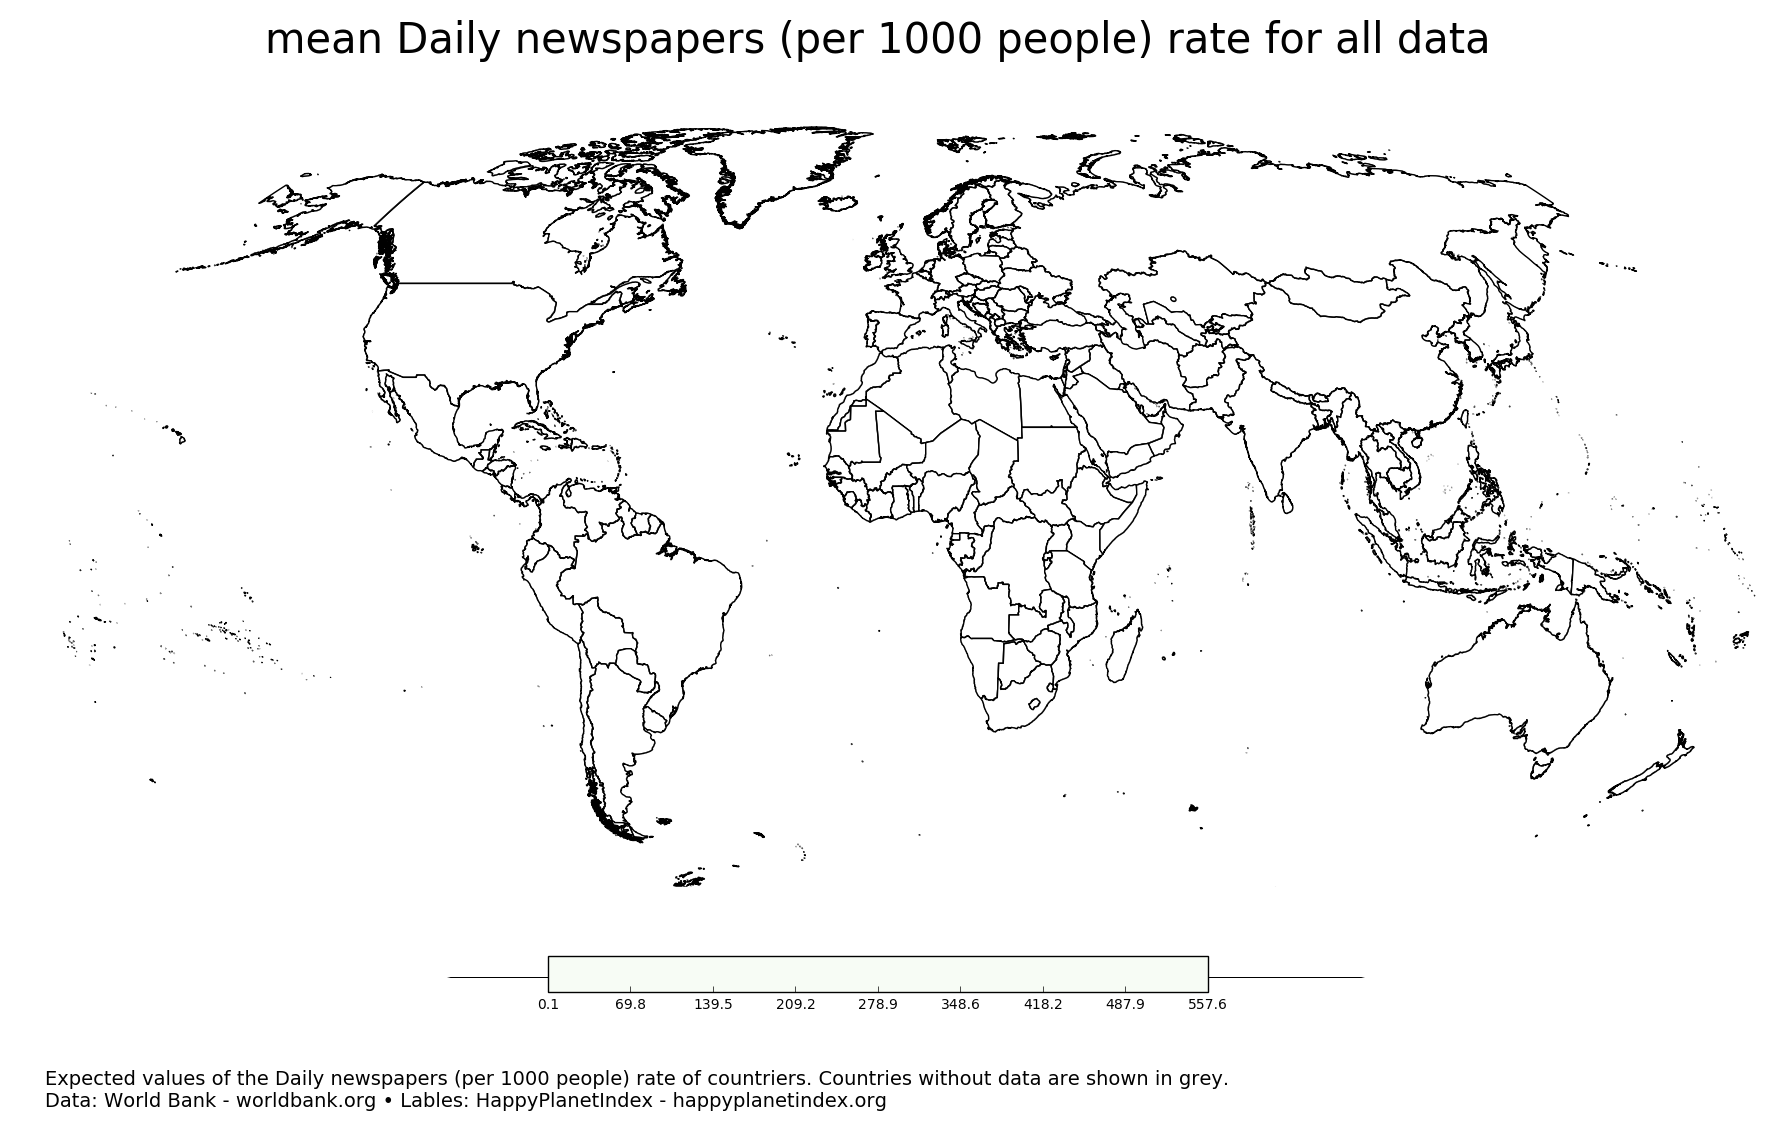 mean Daily newspapers (per 1000 people) rate for all data
0.1 69.8 139.5 209.2 278.9 348.6 418.2 487.9 557.6
Expected values of the Daily newspapers (per 1000 people) rate of countriers. Countries without data are shown in grey.
Data: World Bank - worldbank.org • Lables: HappyPlanetIndex - happyplanetindex.org